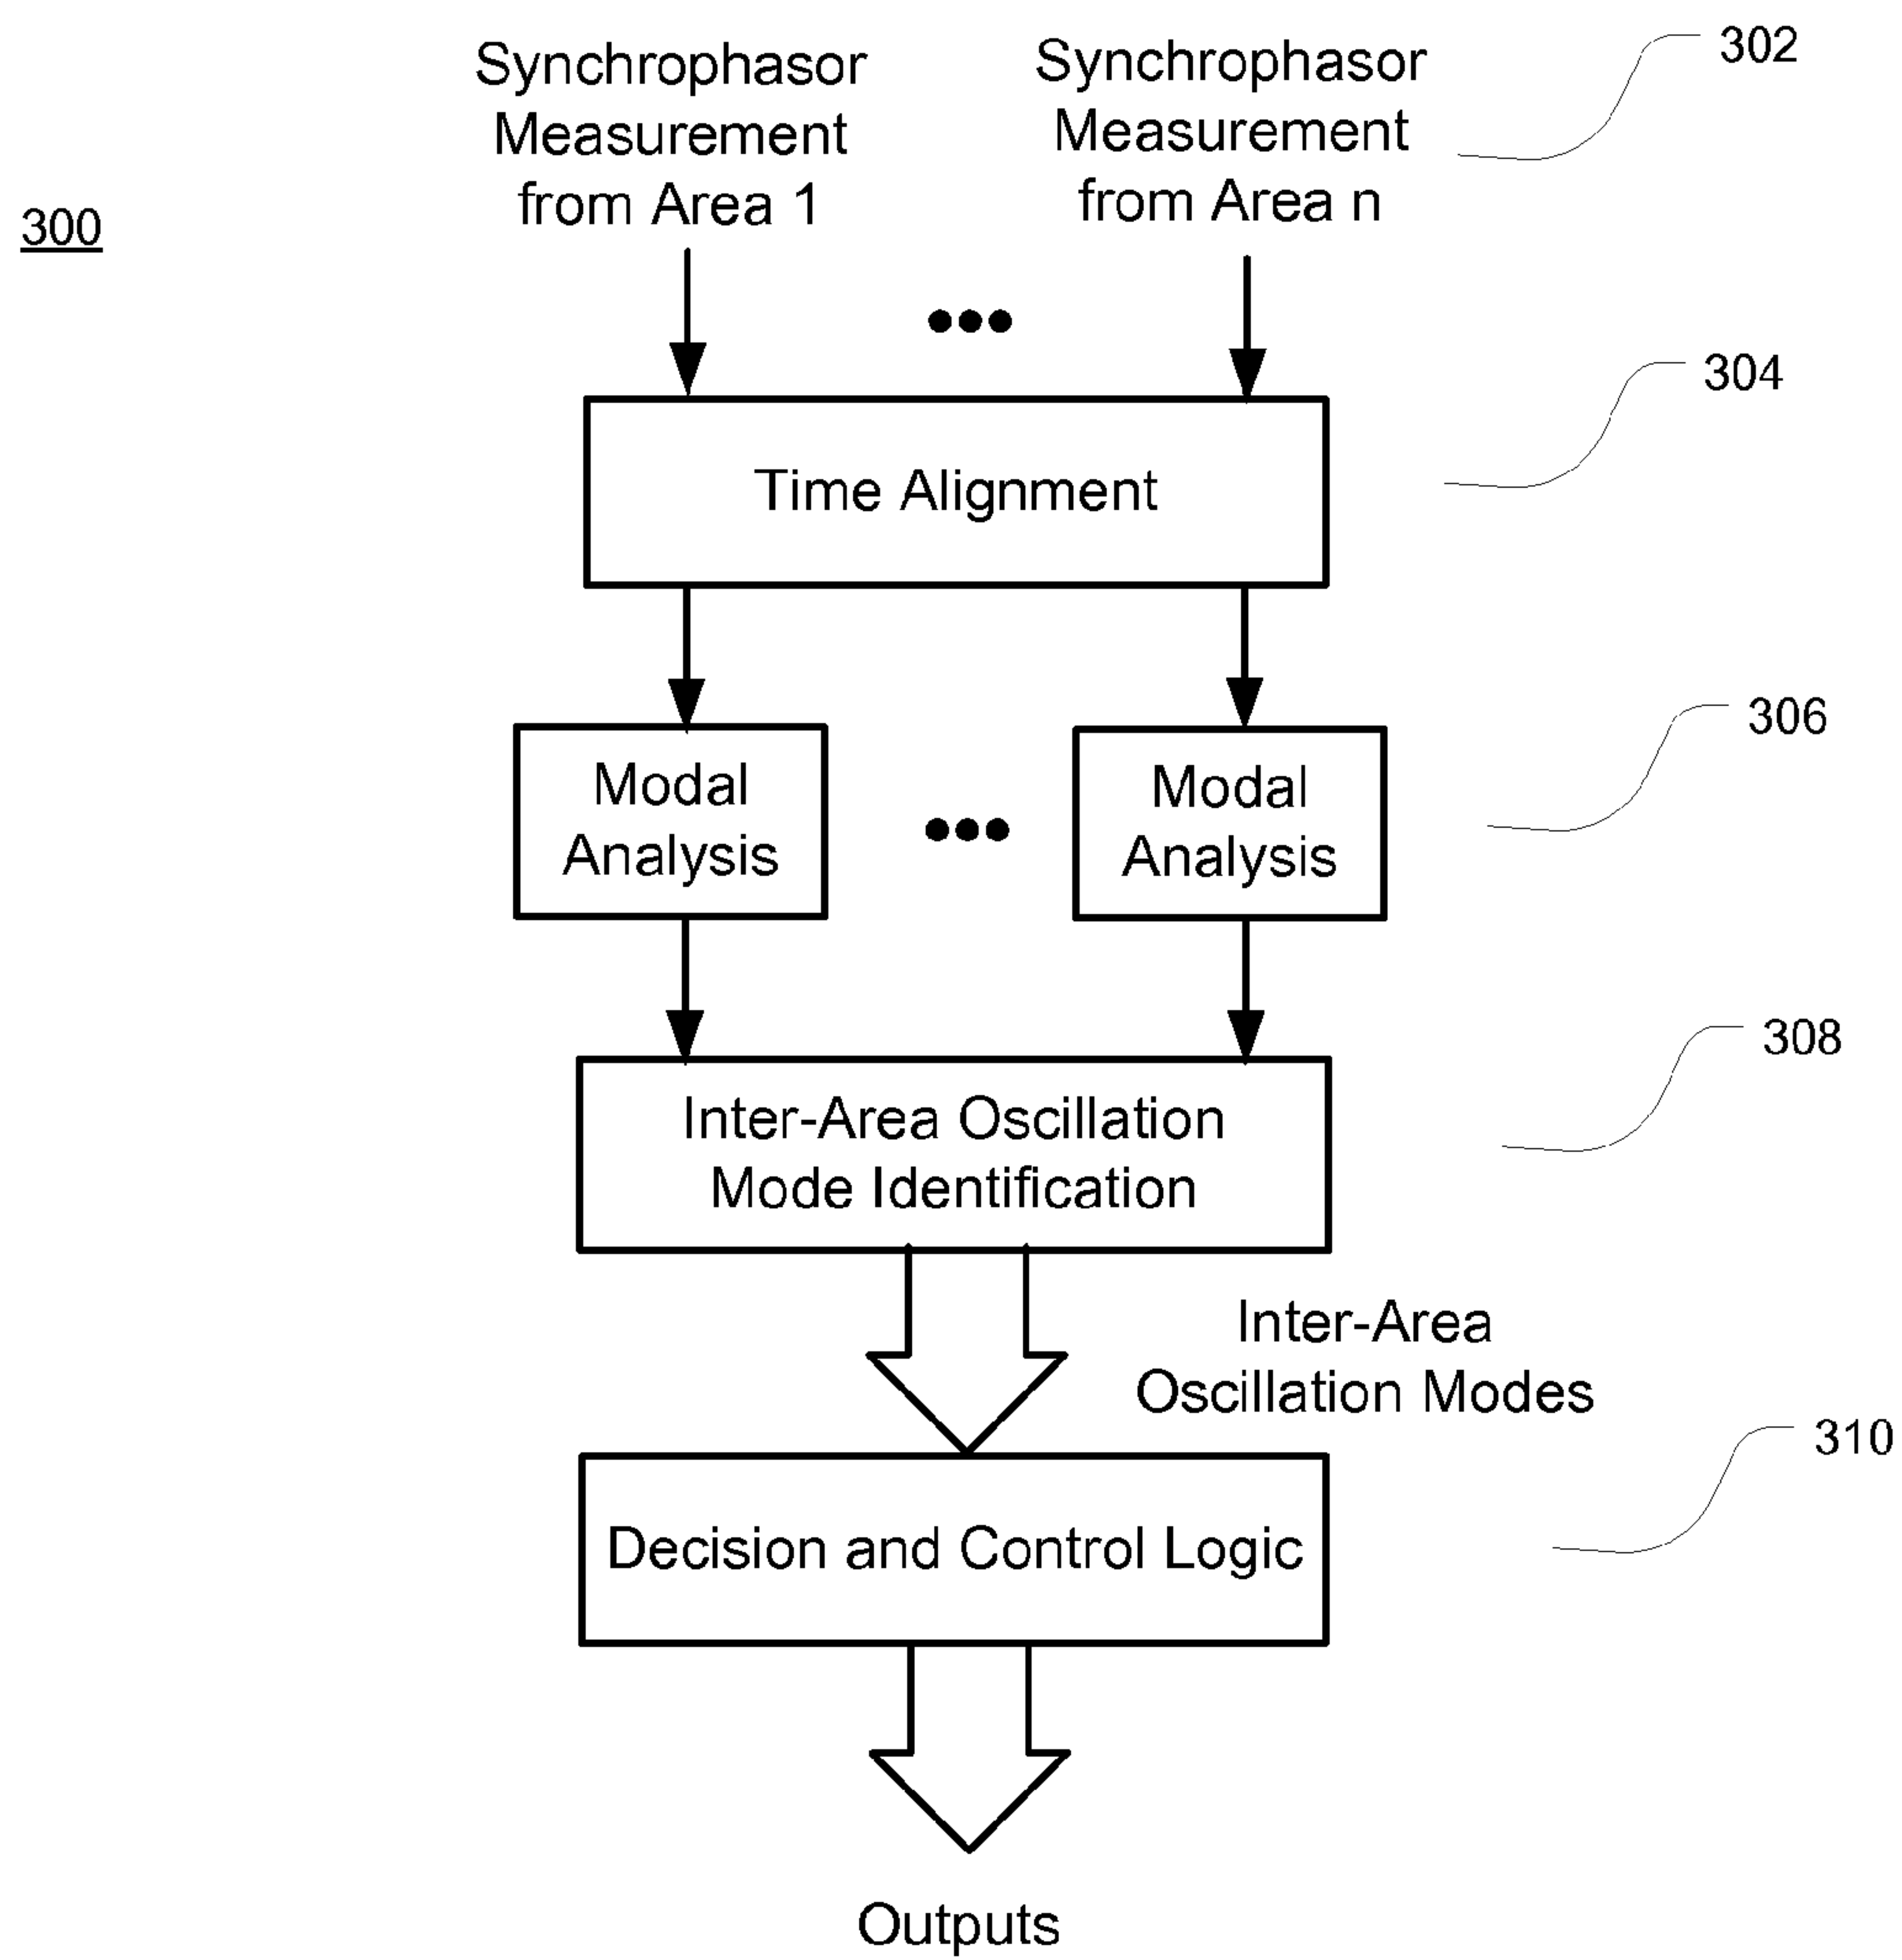 Synchrophasor
Measurement
from Area 1
Synchrophasor
Measurement
from Area n
302
300
304
Time Alignment
306
Modal
Analysis
Modal
Analysis
308
Inter-Area Oscillation
Mode Identification
Inter-Area
Oscillation Modes
310
Decision and Control Logic
Outputs